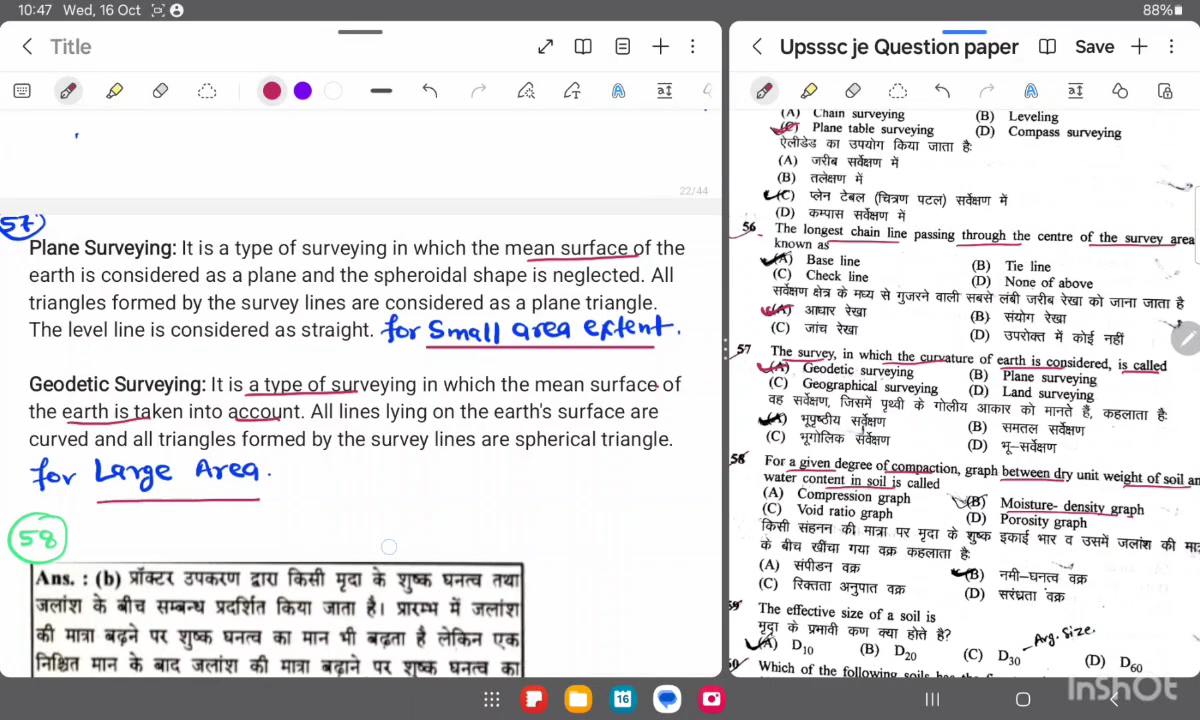 10:47 Wed, 16 Oct
88%
Title
22/44
57
Plane Surveying: It is a type of surveying in which the mean surface of the
earth is considered as a plane and the spheroidal shape is neglected. All
triangles formed by the survey lines are considered as a plane triangle.
The level line is considered as straight. for Small area extent.
Geodetic Surveying: It is a type of surveying in which the mean surface of
the earth is taken into account. All lines lying on the earth's surface are
curved and all triangles formed by the survey lines are spherical triangle.
for Large Area.
58
Ans. : (b) प्रॉक्टर उपकरण द्वारा किसी मृदा के शुष्क घनत्व तथा
जलांश के बीच सम्बन्ध प्रदर्शित किया जाता है। प्रारम्भ में जलांश
की मात्रा बढ़ने पर शुष्क घनत्व का मान भी बढ़ता है लेकिन एक
निश्चित मान के बाद जलांश की मात्रा बढ़ाने पर शुष्क घनत्व का
Upsssc je Question paper
Save
(A) Chain surveying (B) Leveling
(C) Plane table surveying (D) Compass surveying
ऐलीडेड का उपयोग किया जाता है:
(A) जरीब सर्वेक्षण में
(B) तलेक्षण में
(C) प्लेन टेबल (चित्रण पटल) सर्वेक्षण में
(D) कम्पास सर्वेक्षण में
56 The longest chain line passing through the centre of the survey area
known as
(A) Base line (B) Tie line
(C) Check line (D) None of above
सर्वेक्षण क्षेत्र के मध्य से गुजरने वाली सबसे लंबी जरीब रेखा को जाना जाता है
(A) आधार रेखा (B) संयोग रेखा
(C) जांच रेखा (D) उपरोक्त में कोई नहीं
57 The survey, in which the curvature of earth is considered, is called
(A) Geodetic surveying (B) Plane surveying
(C) Geographical surveying (D) Land surveying
वह सर्वेक्षण, जिसमें पृथ्वी के गोलीय आकार को मानते हैं, कहलाता है:
(A) भूपृष्ठीय सर्वेक्षण (B) समतल सर्वेक्षण
(C) भूगोलिक सर्वेक्षण (D) भू-सर्वेक्षण
58 For a given degree of compaction, graph between dry unit weight of soil an
water content in soil is called
(A) Compression graph (B) Moisture- density graph
(C) Void ratio graph (D) Porosity graph
किसी संहनन की मात्रा पर मृदा के शुष्क इकाई भार व उसमें जलांश की
के बीच खींचा गया वक्र कहलाता है:
(A) संपीडन वक्र (B) नमी-घनत्व वक्र
(C) रिक्तता अनुपात वक्र (D) सरंध्रता वक्र
59 The effective size of a soil is
मृदा के प्रभावी कण क्या होते है?
Avg. Size.
(A) D10 (B) D20 (C) D30 (D) D60
Which of the following soils has the
16
InShOt